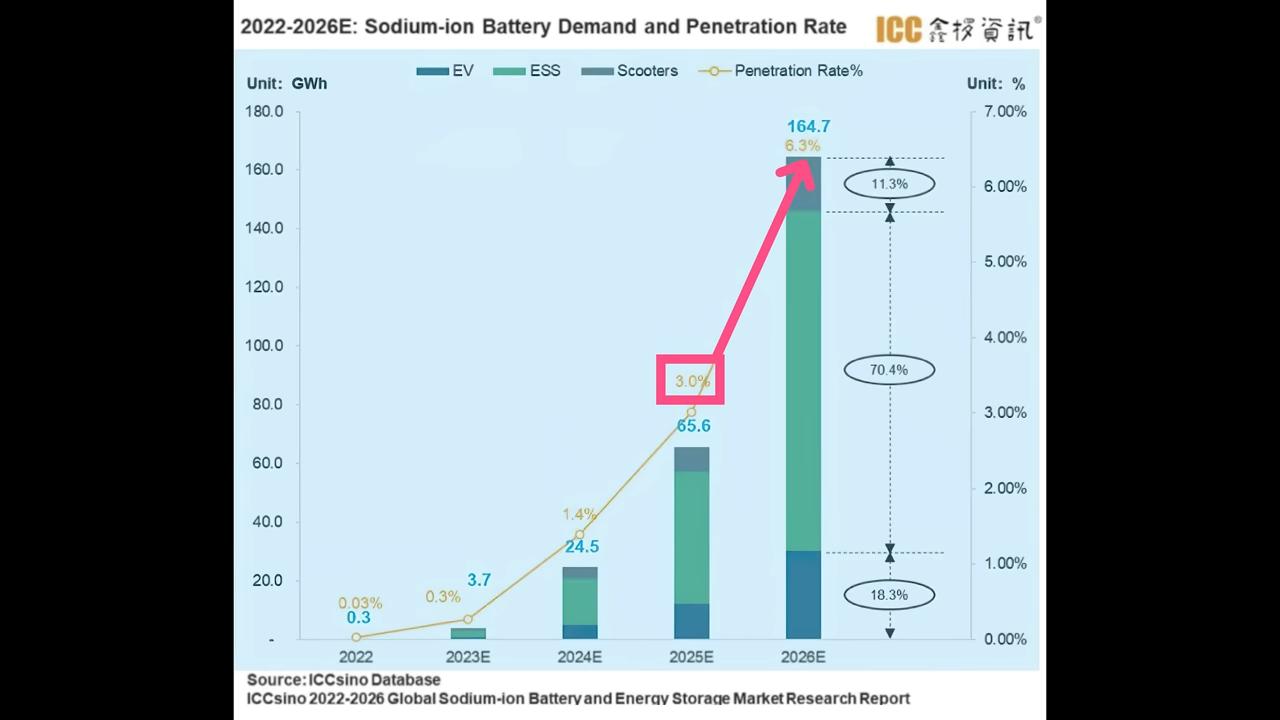 2022-2026E: Sodium-ion Battery Demand and Penetration Rate
ICC 鑫椤資訊®
EV
ESS
Scooters
Penetration Rate%
Unit: GWh
Unit: %
180.0
160.0
140.0
120.0
100.0
80.0
60.0
40.0
20.0
-
7.00%
6.00%
5.00%
4.00%
3.00%
2.00%
1.00%
0.00%
0.03%
0.3
0.3%
3.7
1.4%
24.5
3.0%
65.6
164.7
6.3%
11.3%
70.4%
18.3%
2022
2023E
2024E
2025E
2026E
Source: ICCsino Database
ICCsino 2022-2026 Global Sodium-ion Battery and Energy Storage Market Research Report